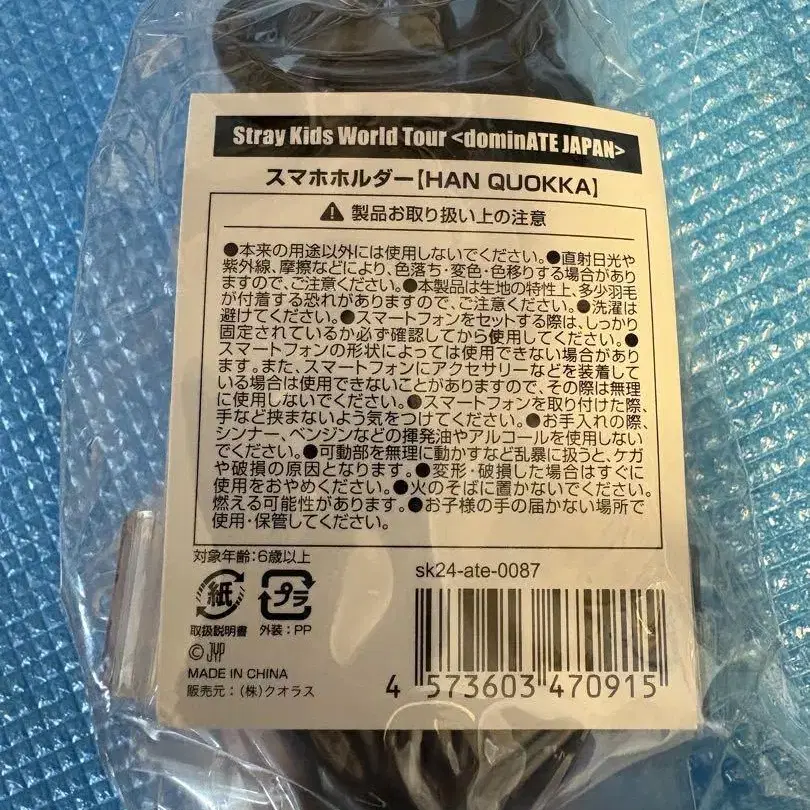 Stray Kids World Tour <dominATE JAPAN>
スマホホルダー【HAN QUOKKA】
製品お取り扱い上の注意
●本来の用途以外には使用しないでください。●直射日光や
紫外線、摩擦などにより、色落ち・変色・色移りする場合があり
ますので、ご注意ください。●本製品は生地の特性上、多少羽毛
が付着する恐れがありますので、ご注意ください。●洗濯は
避けてください。●スマートフォンをセットする際は、しっかり
固定されているか必ず確認してから使用してください。●
スマートフォンの形状によっては使用できない場合があり
ます。また、スマートフォンにアクセサリーなどを装着して
いる場合は使用できないことがありますので、その際は無理
に使用しないでください。●スマートフォンを取り付けた際、
手など挟まないよう気をつけてください。●お手入れの際、
シンナー、ベンジンなどの揮発油やアルコールを使用しない
でください。●可動部を無理に動かすなど乱暴に扱うと、ケガ
や破損の原因となります。●変形・破損した場合はすぐに
使用をおやめください。●火のそばに置かないでください。
燃える可能性があります。●お子様の手の届かない場所で
使用・保管してください。
対象年齢:6歳以上
sk24-ate-0087
紙
プラ
取扱説明書
外装:PP
©JYP
MADE IN CHINA
販売元:(株)クオラス
4 573603 470915